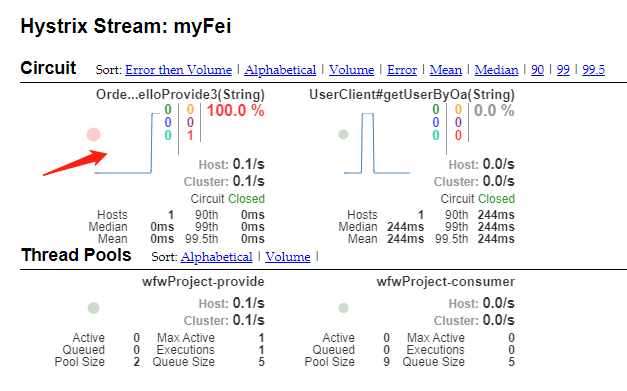 Hystrix Stream: myFei
Circuit Sort: Error then Volume | Alphabetical | Volume | Error | Mean | Median | 90 | 99 | 99.5
Orde...elloProvide3(String)
0 0 100.0 %
0 0
0 1
Host: 0.1/s
Cluster: 0.1/s
Circuit Closed
Hosts 1 90th 0ms
Median 0ms 99th 0ms
Mean 0ms 99.5th 0ms
UserClient#getUserByOa(String)
0 0 0.0 %
0 0
0 0
Host: 0.0/s
Cluster: 0.0/s
Circuit Closed
Hosts 1 90th 244ms
Median 244ms 99th 244ms
Mean 244ms 99.5th 244ms
Thread Pools Sort: Alphabetical | Volume |
wfwProject-provide
Host: 0.1/s
Cluster: 0.1/s
Active 0 Max Active 1
Queued 0 Executions 1
Pool Size 2 Queue Size 5
wfwProject-consumer
Host: 0.0/s
Cluster: 0.0/s
Active 0 Max Active 0
Queued 0 Executions 0
Pool Size 9 Queue Size 5